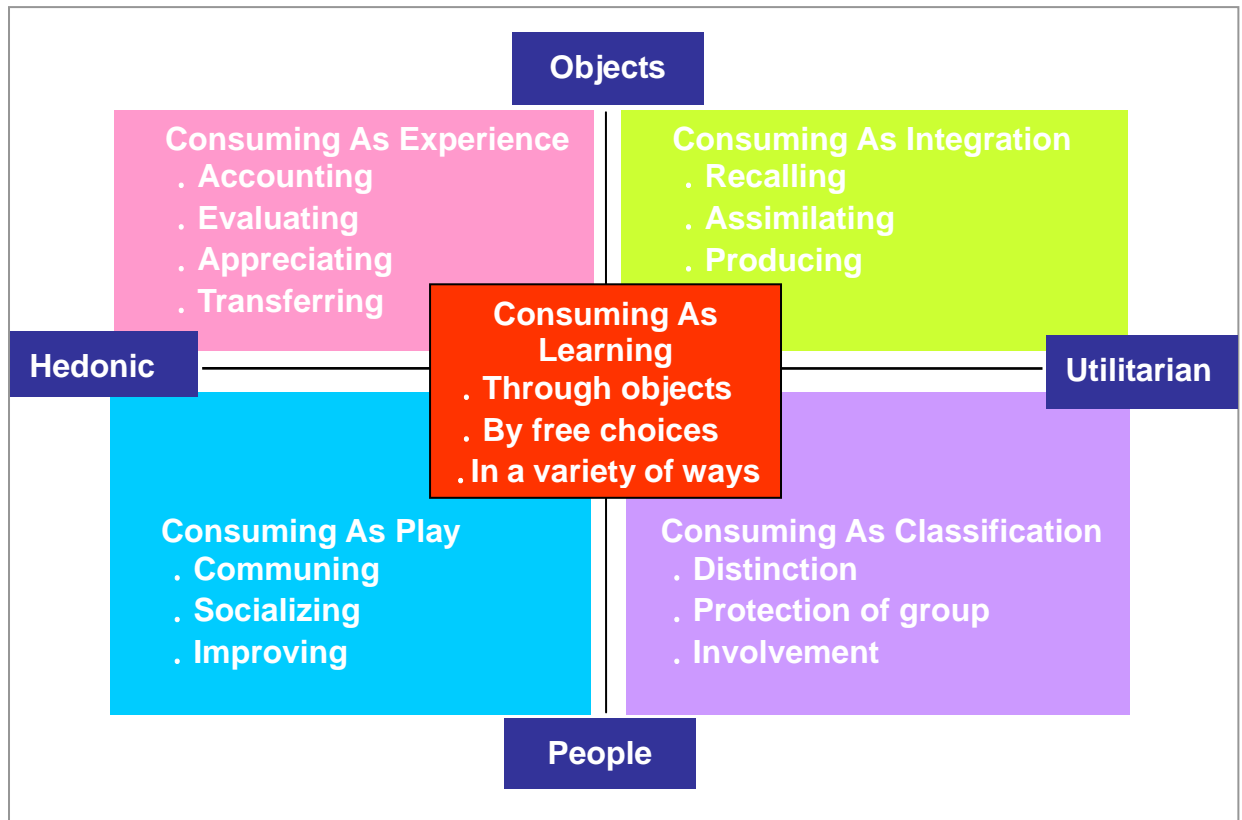 Objects
Consuming As Experience
. Accounting
. Evaluating
. Appreciating
. Transferring
Consuming As Integration
. Recalling
. Assimilating
. Producing
Hedonic
Consuming As
Learning
. Through objects
. By free choices
. In a variety of ways
Utilitarian
Consuming As Play
. Communing
. Socializing
. Improving
Consuming As Classification
. Distinction
. Protection of group
. Involvement
People